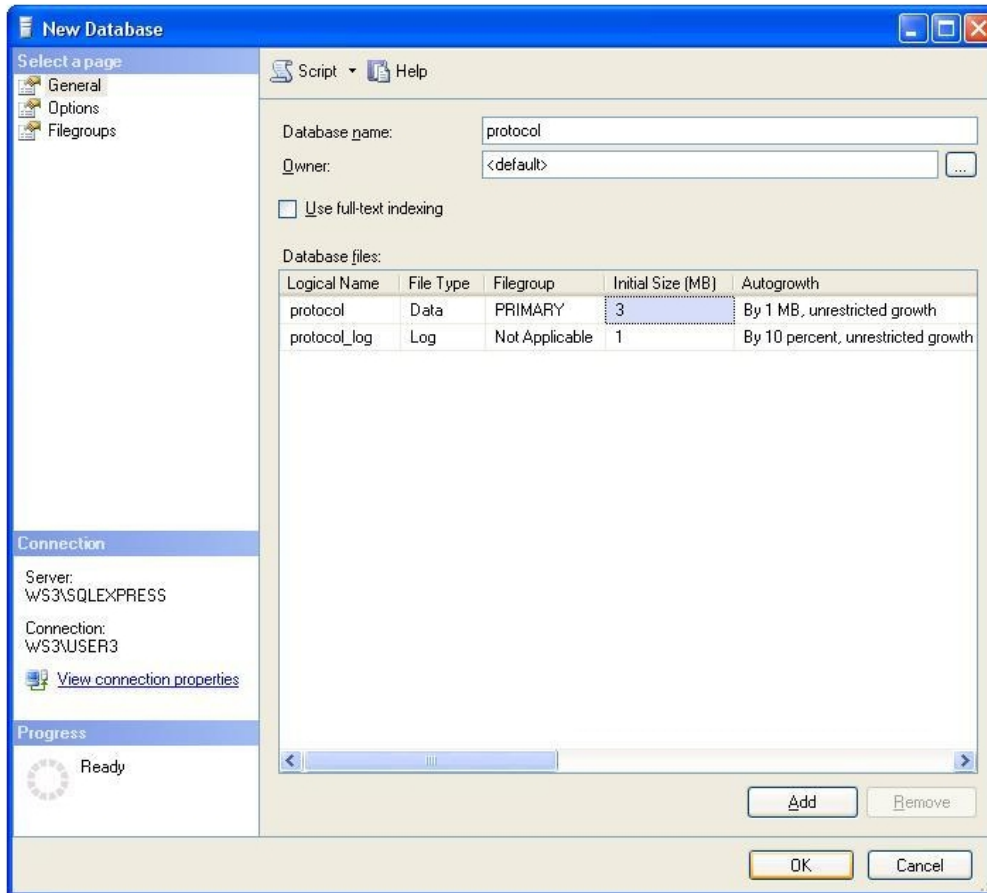 New Database
Select a page
General
Options
Filegroups
Script Help
Database name: protocol
Owner: <default> ...
Use full-text indexing
Database files:
Logical Name File Type Filegroup Initial Size (MB) Autogrowth
protocol Data PRIMARY 3 By 1 MB, unrestricted growth
protocol_log Log Not Applicable 1 By 10 percent, unrestricted growth
Connection
Server:
WS3\SQLEXPRESS
Connection:
WS3\USER3
View connection properties
Progress
Ready
Add Remove
OK Cancel